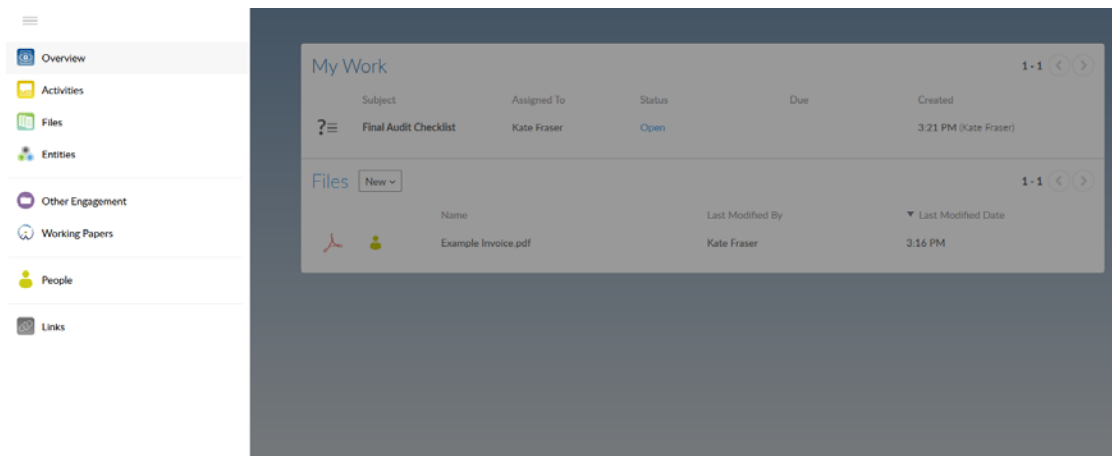 Overview
Activities
Files
Entities
Other Engagement
Working Papers
People
Links
My Work 1 - 1
Subject Assigned To Status Due Created
?
Final Audit Checklist Kate Fraser Open 3:21 PM (Kate Fraser)
Files New 1 - 1
Name Last Modified By Last Modified Date
Example Invoice.pdf Kate Fraser 3:16 PM